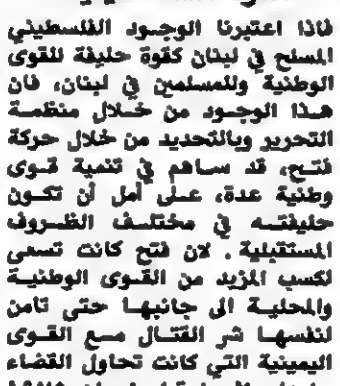 فاذا اعتبرنا الوجود الفلسطيني
المسلح في لبنان كقوة حليفة للقوى
الوطنية وللمسلمين في لبنان، فان
هذا الوجود من خلال منظمة
التحرير وبالتحديد من خلال حركة
فتح، قد ساهم في تنمية قوى
وطنية عدة، على أمل أن تكون
حليفته في مختلف الظروف
المستقبلية . لان فتح كانت تسعى
لكسب المزيد من القوى الوطنية
والمحلية الى جانبها حتى تامن
لنفسها شر القتال مع القوى
اليمينية التي كانت تحاول القضاء